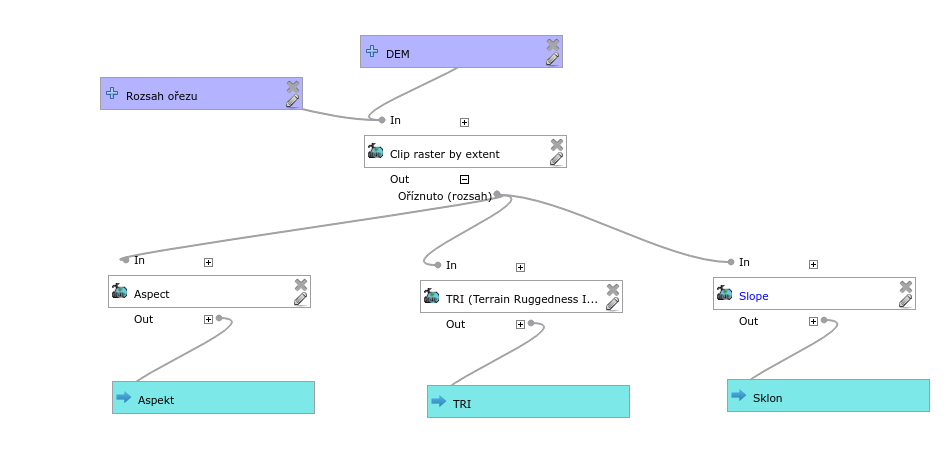 DEM
Rozsah ořezu
In
Clip raster by extent
Out
Oříznuto (rozsah)
In
In
In
Aspect
TRI (Terrain Ruggedness I...
Slope
Out
Out
Out
Aspekt
TRI
Sklon